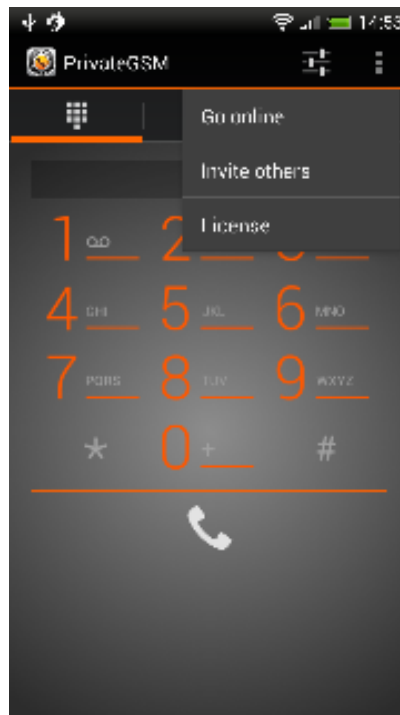 14:53
PrivateGSM
Go online
Invite others
License
1 2
4 GHI 5 JKL 6 MNO
7 PQRS 8 TUV 9 WXYZ
* 0 + #